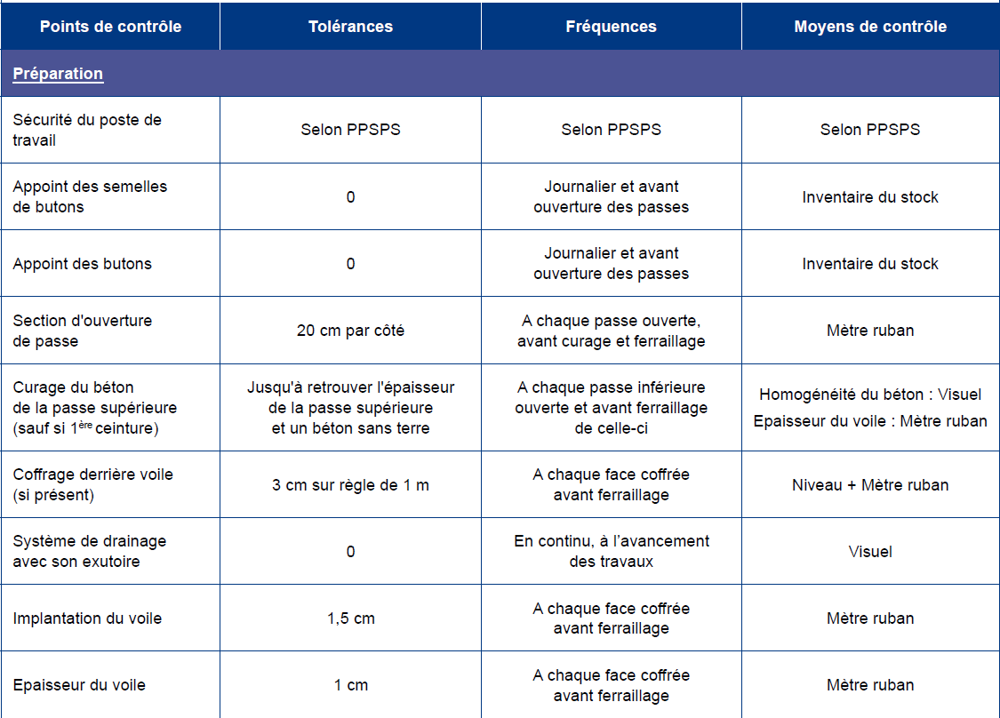 Points de contrôle
Tolérances
Fréquences
Moyens de contrôle
Préparation
Sécurité du poste de
travail
Selon PPSPS
Selon PPSPS
Selon PPSPS
Appoint des semelles
de butons
0
Journalier et avant
ouverture des passes
Inventaire du stock
Appoint des butons
0
Journalier et avant
ouverture des passes
Inventaire du stock
Section d'ouverture
de passe
20 cm par côté
A chaque passe ouverte,
avant curage et ferraillage
Mètre ruban
Curage du béton
de la passe supérieure
(sauf si 1ère ceinture)
Jusqu'à retrouver l'épaisseur
de la passe supérieure
et un béton sans terre
A chaque passe inférieure
ouverte et avant ferraillage
de celle-ci
Homogénéité du béton : Visuel
Epaisseur du voile : Mètre ruban
Coffrage derrière voile
(si présent)
3 cm sur règle de 1 m
A chaque face coffrée
avant ferraillage
Niveau + Mètre ruban
Système de drainage
avec son exutoire
0
En continu, à l’avancement
des travaux
Visuel
Implantation du voile
1,5 cm
A chaque face coffrée
avant ferraillage
Mètre ruban
Epaisseur du voile
1 cm
A chaque face coffrée
avant ferraillage
Mètre ruban